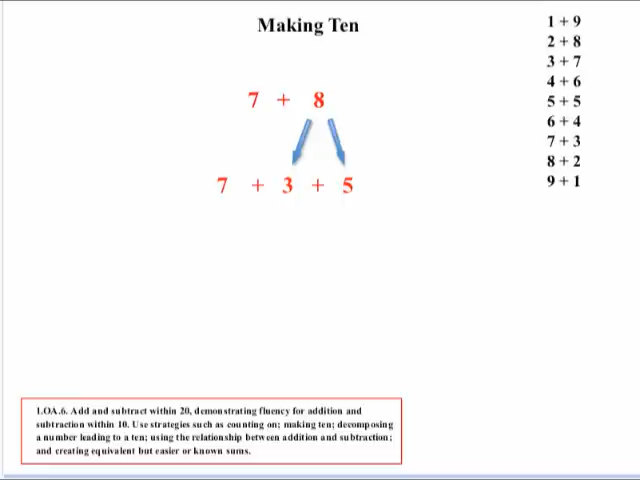 Making Ten
1 + 9
2 + 8
3 + 7
4 + 6
5 + 5
6 + 4
7 + 3
8 + 2
9 + 1
7 + 8
7 + 3 + 5
1.OA.6. Add and subtract within 20, demonstrating fluency for addition and
subtraction within 10. Use strategies such as counting on; making ten; decomposing
a number leading to a ten; using the relationship between addition and subtraction;
and creating equivalent but easier or known sums.